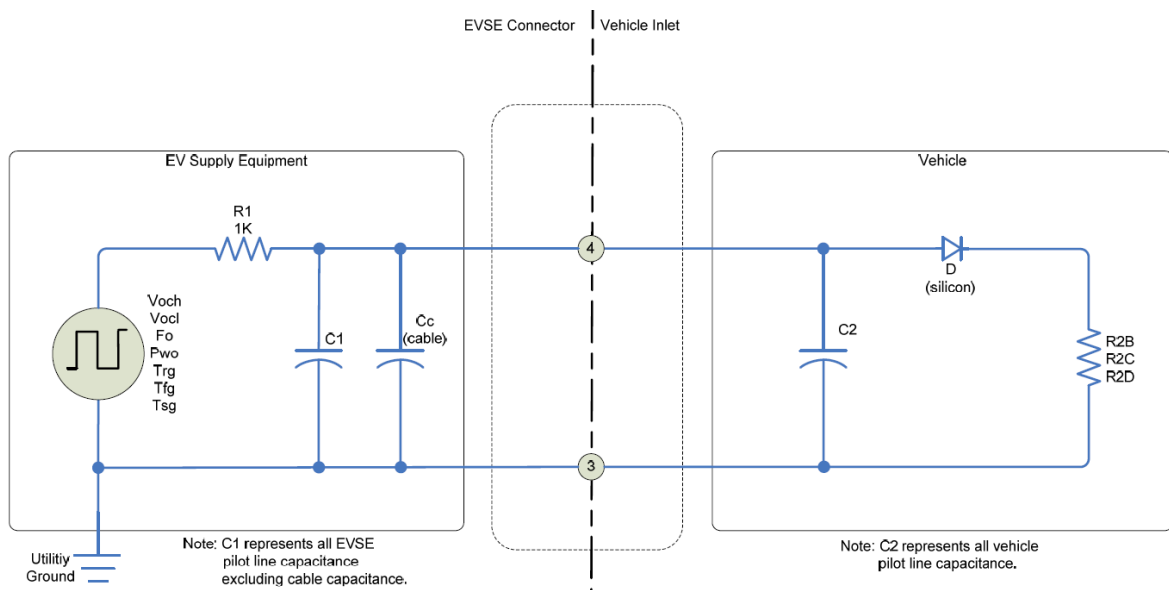 EVSE Connector
Vehicle Inlet
EV Supply Equipment
Vehicle
R1
1K
4
D
(silicon)
Voch
Vocl
Fo
Pwo
Trg
Tfg
Tsg
C1
Cc
(cable)
C2
R2B
R2C
R2D
3
Utilitiy
Ground
Note: C1 represents all EVSE
pilot line capacitance
excluding cable capacitance.
Note: C2 represents all vehicle
pilot line capacitance.